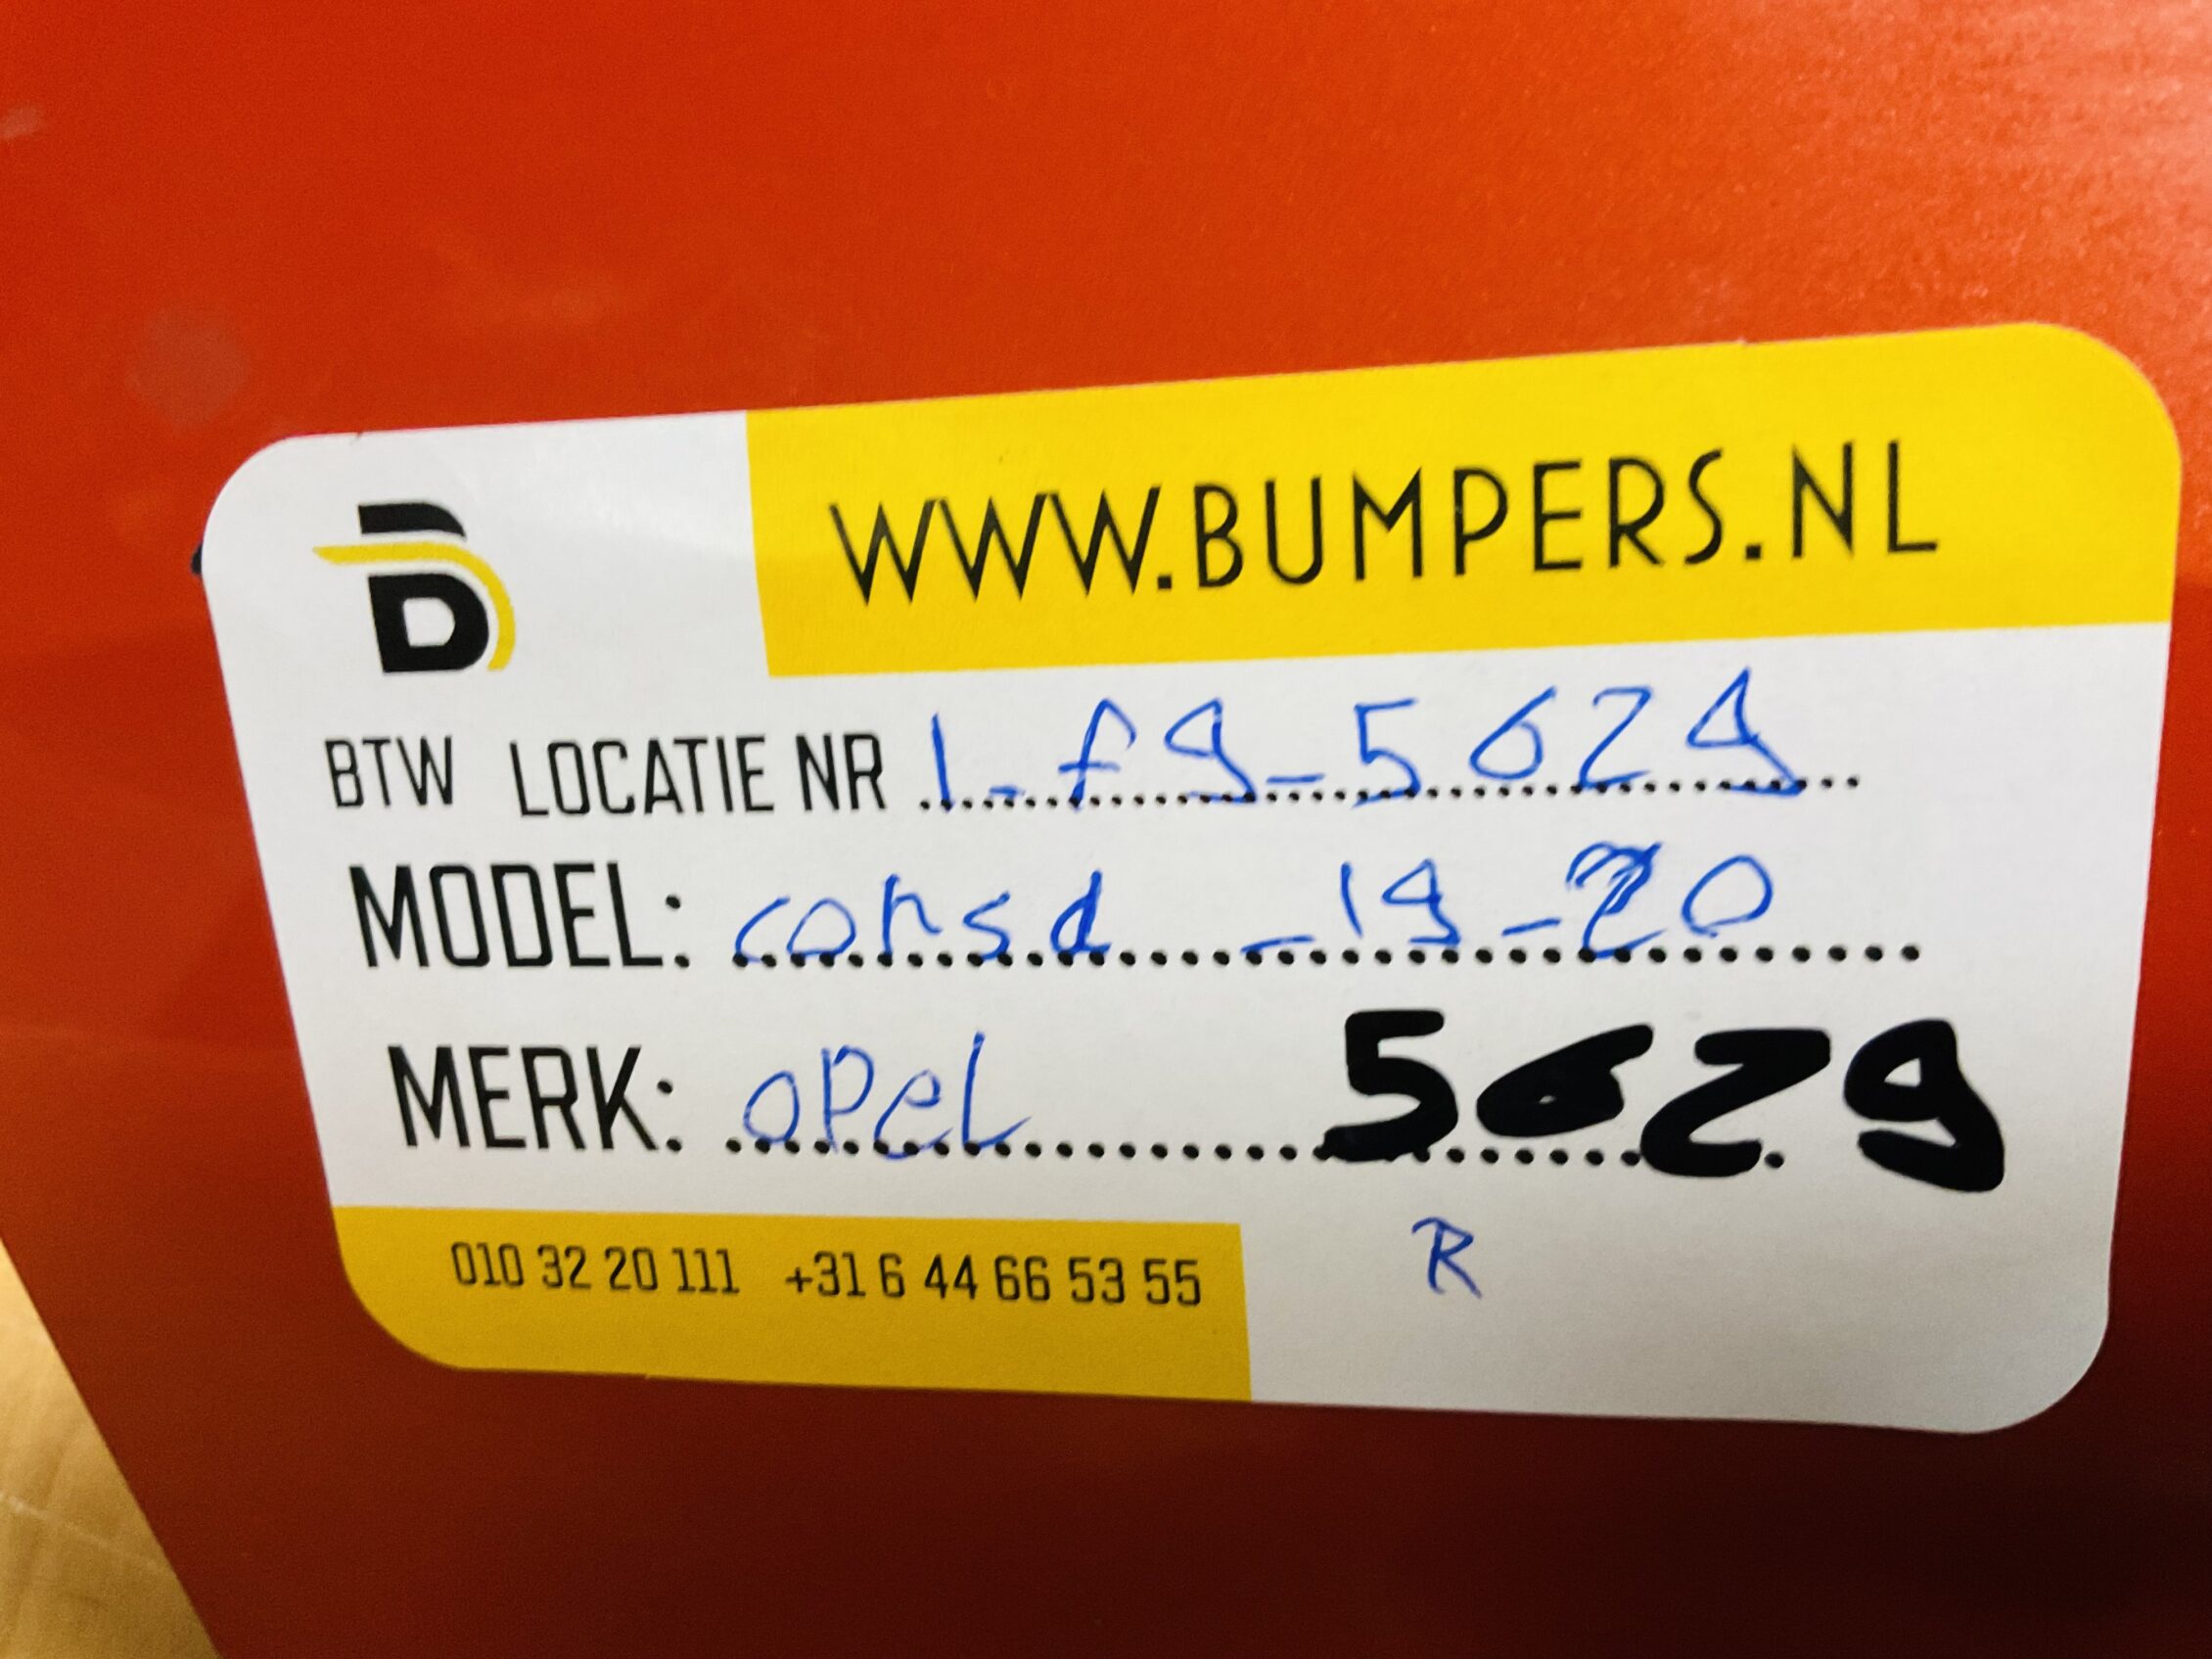 WWW.BUMPERS.NL
BTW LOCATIE NR 1-f9-5629
MODEL: corsa -19-20
MERK: opel 5629
010 32 20 111 +31 6 44 66 53 55
R